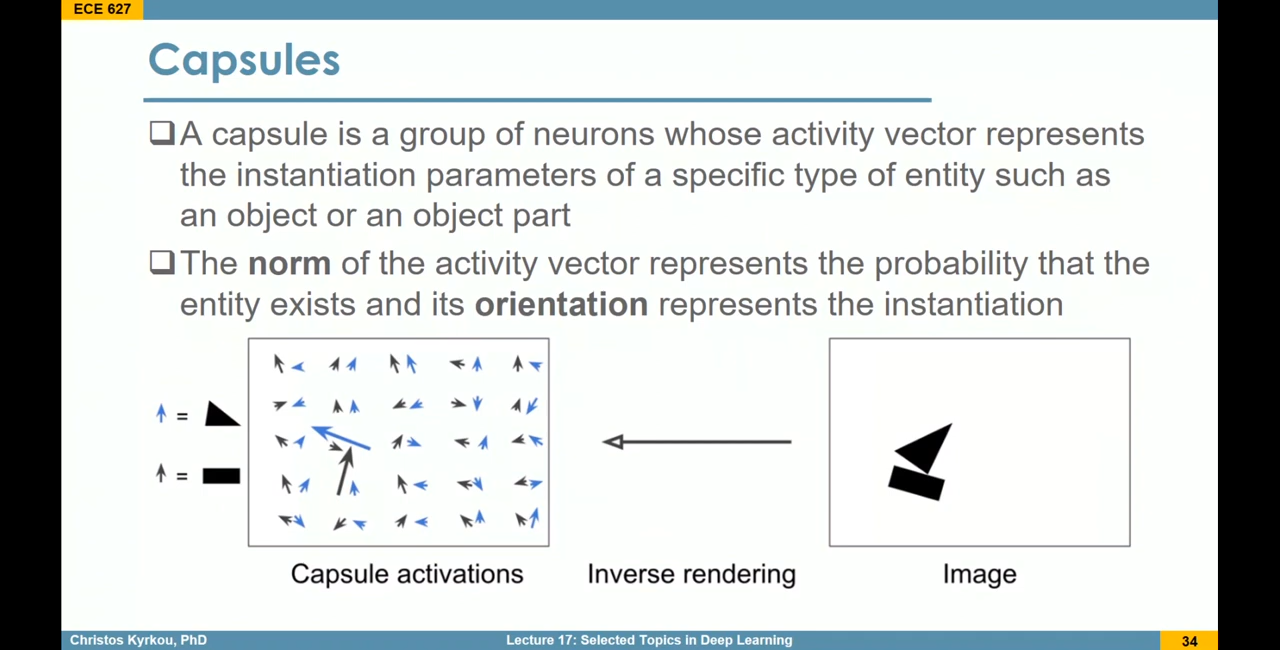 ECE 627
Capsules
A capsule is a group of neurons whose activity vector represents
the instantiation parameters of a specific type of entity such as
an object or an object part
The norm of the activity vector represents the probability that the
entity exists and its orientation represents the instantiation
=
=
Capsule activations
Inverse rendering
Image
Christos Kyrkou, PhD
Lecture 17: Selected Topics in Deep Learning
34